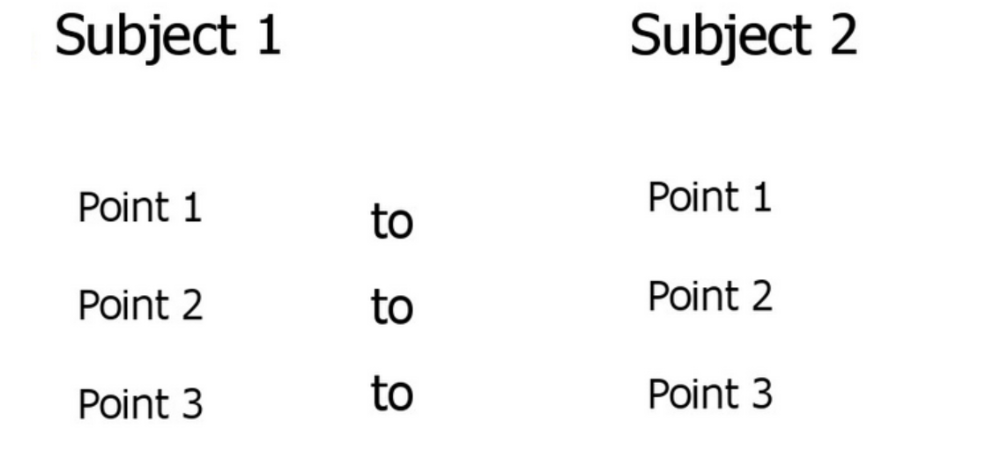 Subject 1 Subject 2
Point 1 to Point 1
Point 2 to Point 2
Point 3 to Point 3